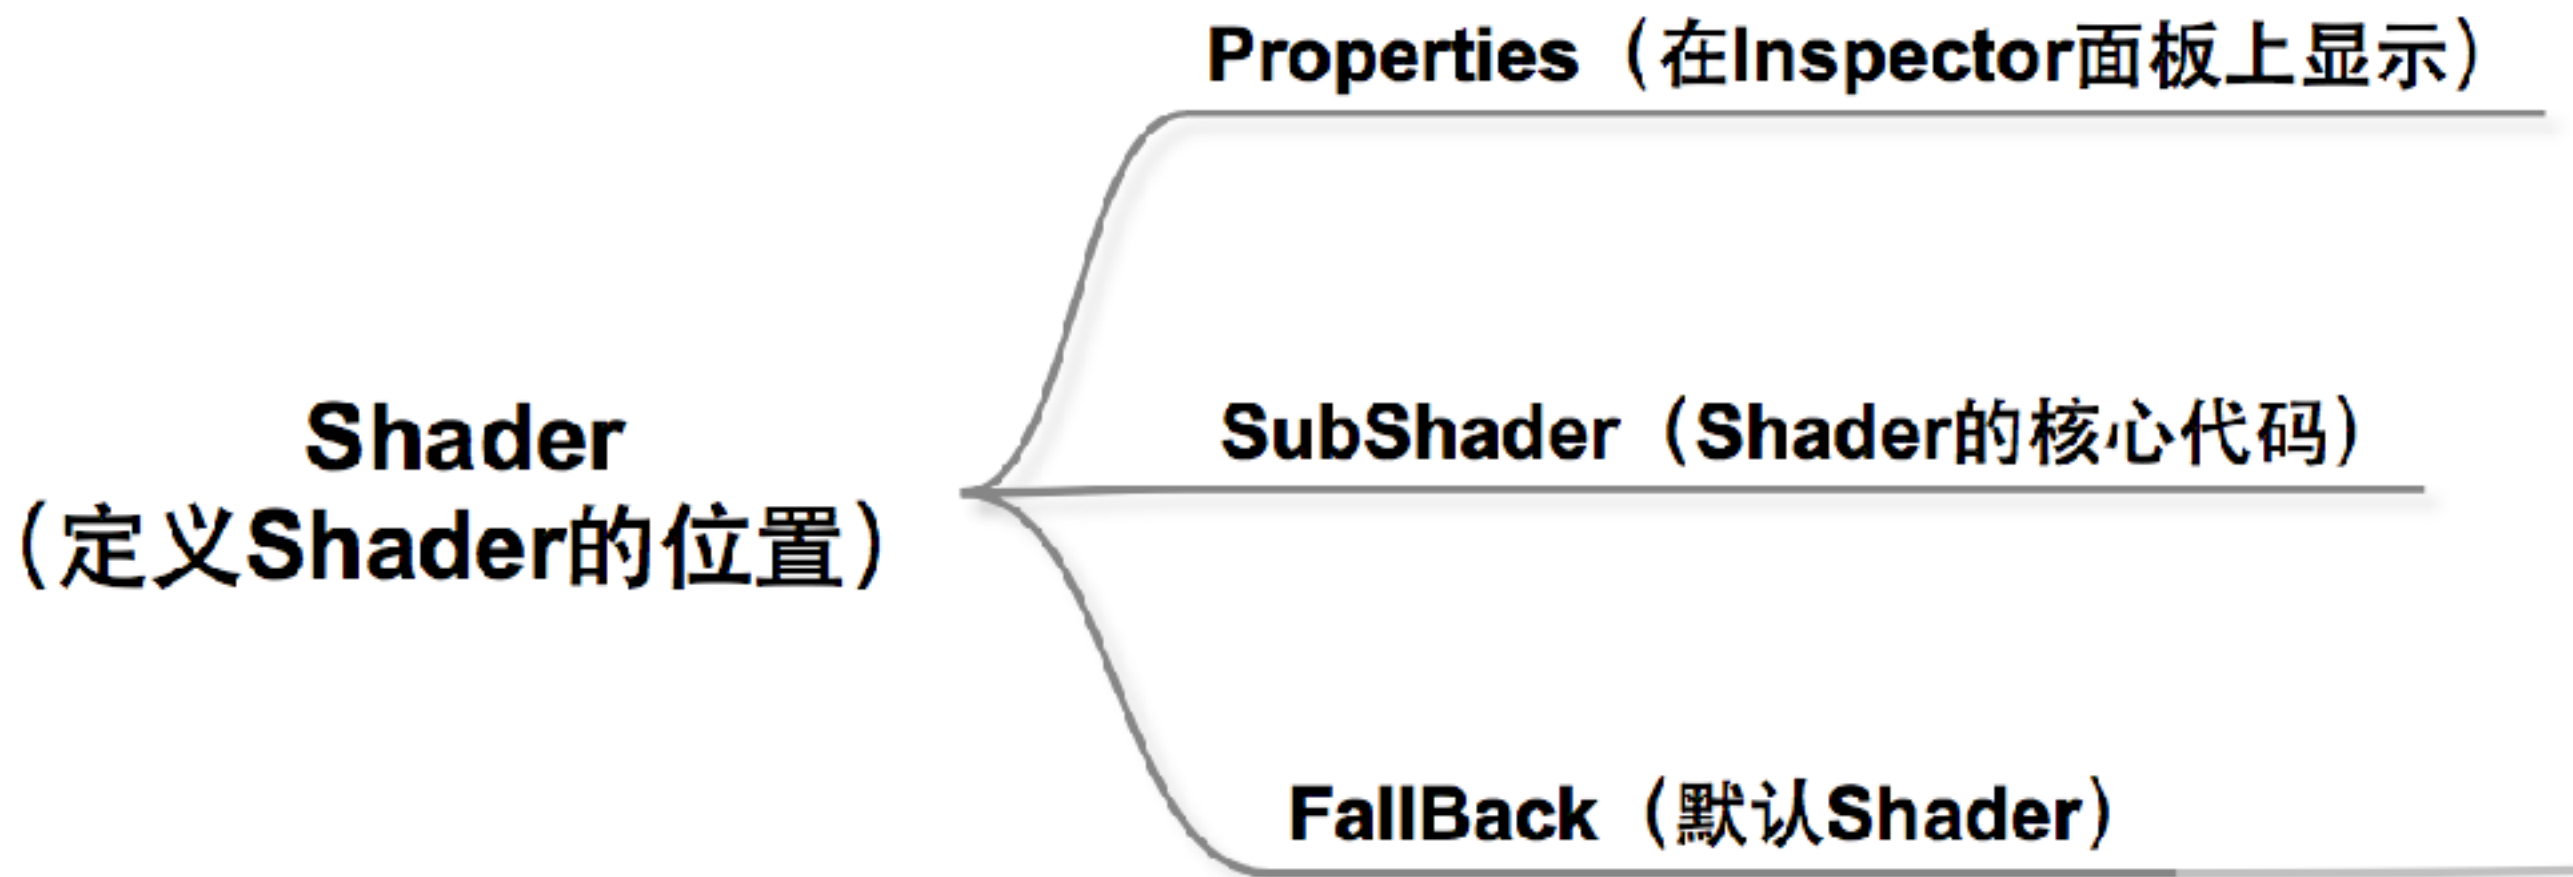 Properties（在Inspector面板上显示）
Shader
（定义Shader的位置）
SubShader（Shader的核心代码）
FallBack（默认Shader）